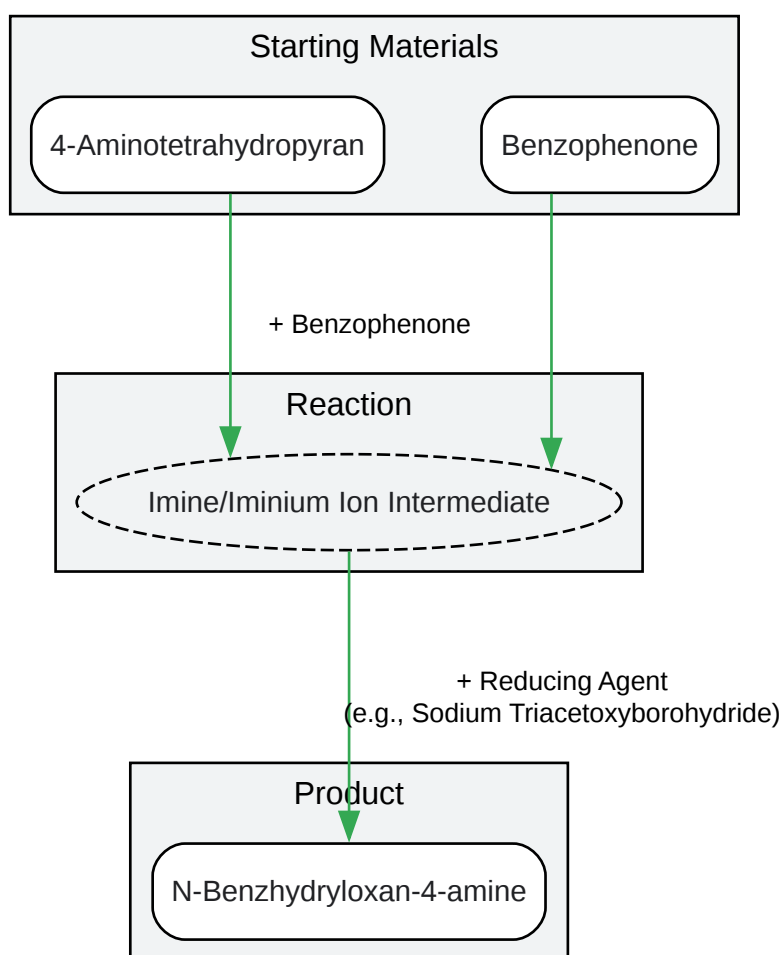 Starting Materials
4-Aminotetrahydropyran
Benzophenone
+ Benzophenone
Reaction
Imine/Iminium Ion Intermediate
+ Reducing Agent
(e.g., Sodium Triacetoxyborohydride)
Product
N-Benzhydryloxan-4-amine